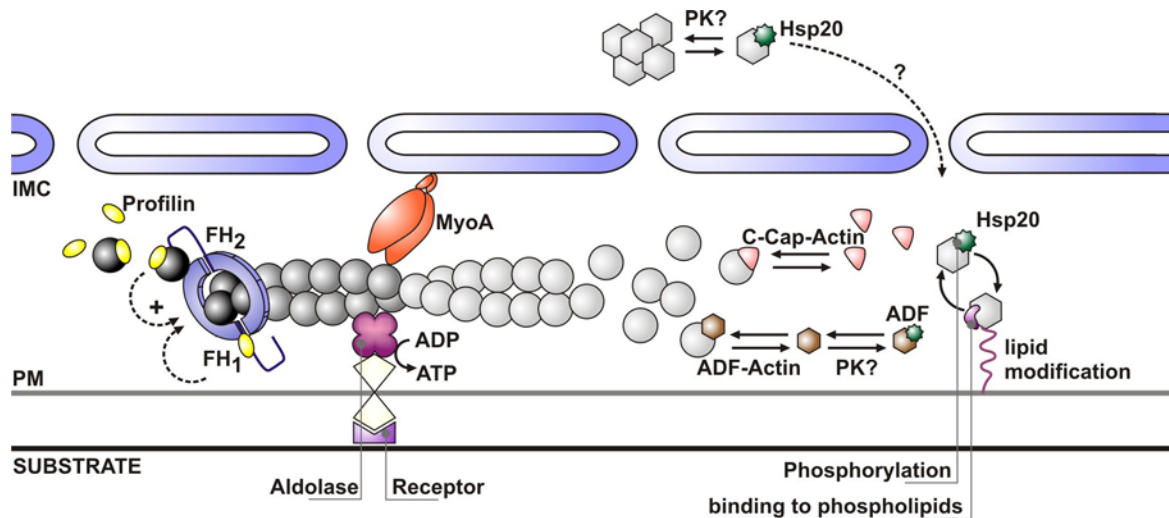 PK?
Hsp20
?
IMC
Profilin
FH2
MyoA
C-Cap-Actin
Hsp20
+
ADP
ATP
ADF
FH1
ADF-Actin
PK?
lipid
modification
PM
SUBSTRATE
Aldolase
Receptor
Phosphorylation
binding to phospholipids